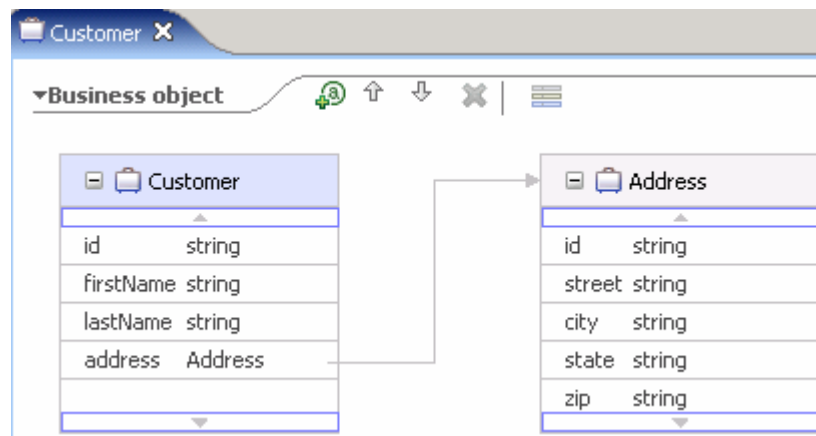 Customer
Business object
Customer
id string
firstName string
lastName string
address Address
Address
id string
street string
city string
state string
zip string